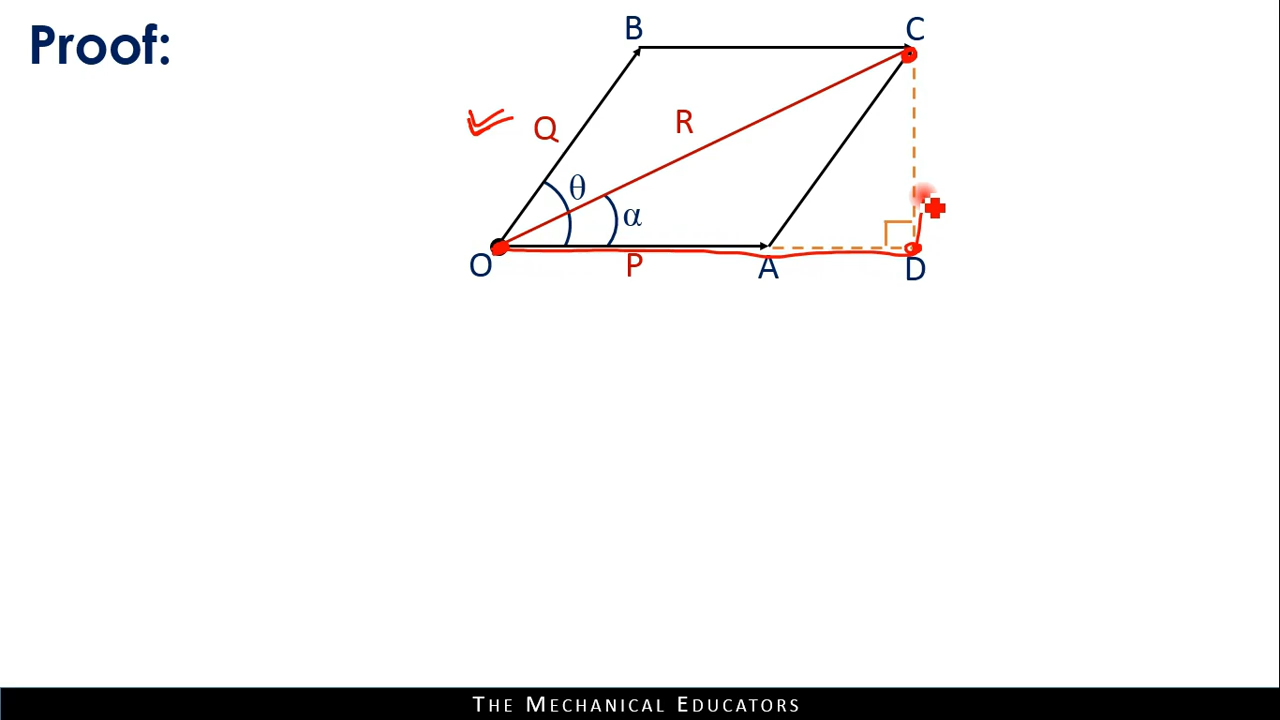 Proof:
B
C
Q
R
θ
α
O
P
A
D
THE MECHANICAL EDUCATORS